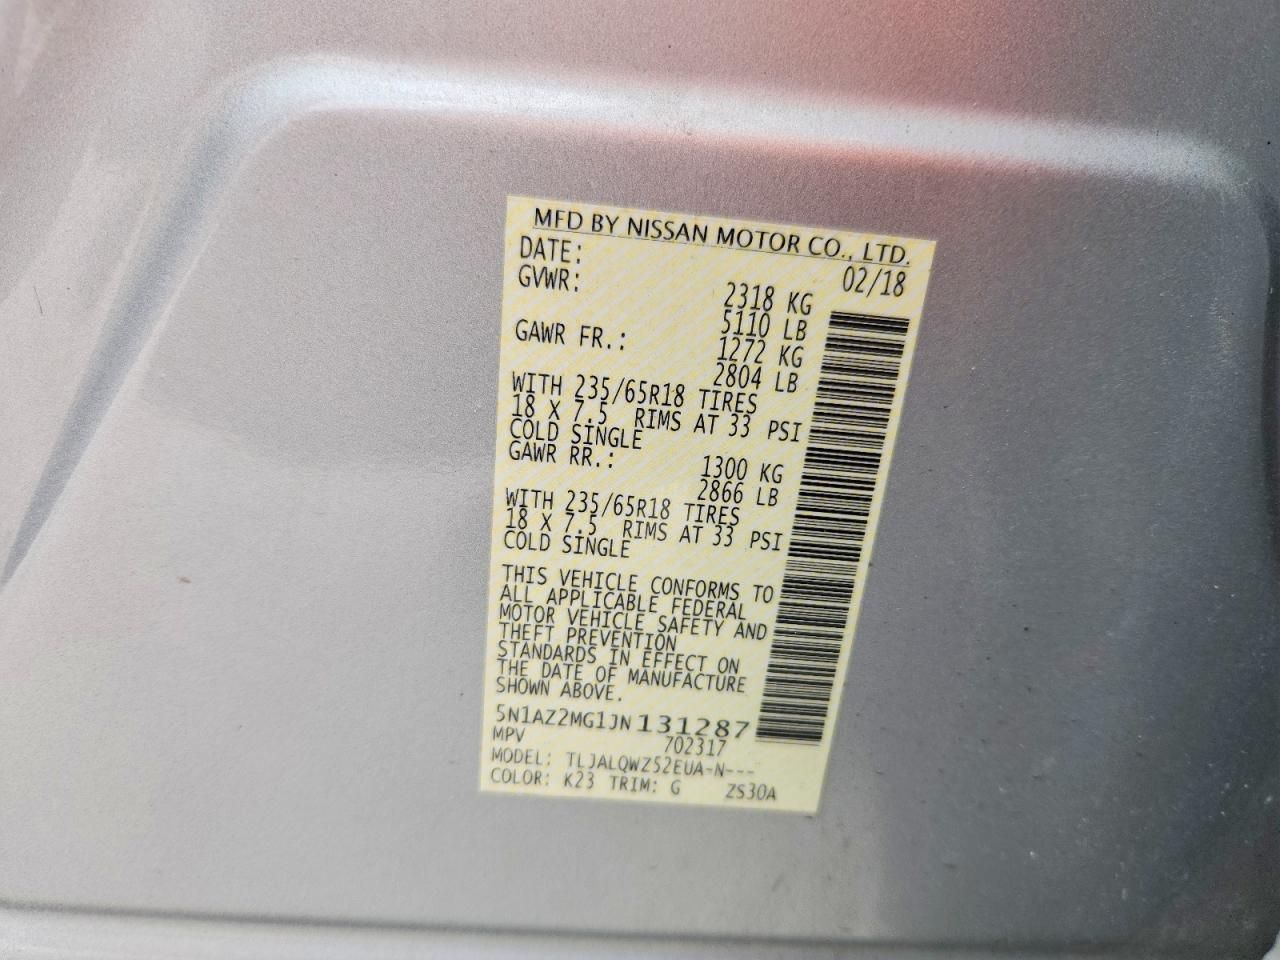 MFD BY NISSAN MOTOR CO., LTD.
DATE: 02/18
GVWR: 2318 KG
5110 LB
GAWR FR.: 1272 KG
2804 LB
WITH 235/65R18 TIRES
18 X 7.5 RIMS AT 33 PSI
COLD SINGLE
GAWR RR.: 1300 KG
2866 LB
WITH 235/65R18 TIRES
18 X 7.5 RIMS AT 33 PSI
COLD SINGLE
THIS VEHICLE CONFORMS TO
ALL APPLICABLE FEDERAL
MOTOR VEHICLE SAFETY AND
THEFT PREVENTION
STANDARDS IN EFFECT ON
THE DATE OF MANUFACTURE
SHOWN ABOVE.
5N1AZ2MG1JN131287
MPV 702317
MODEL: TLJALQWZ52EUA-N---
COLOR: K23 TRIM: G ZS30A